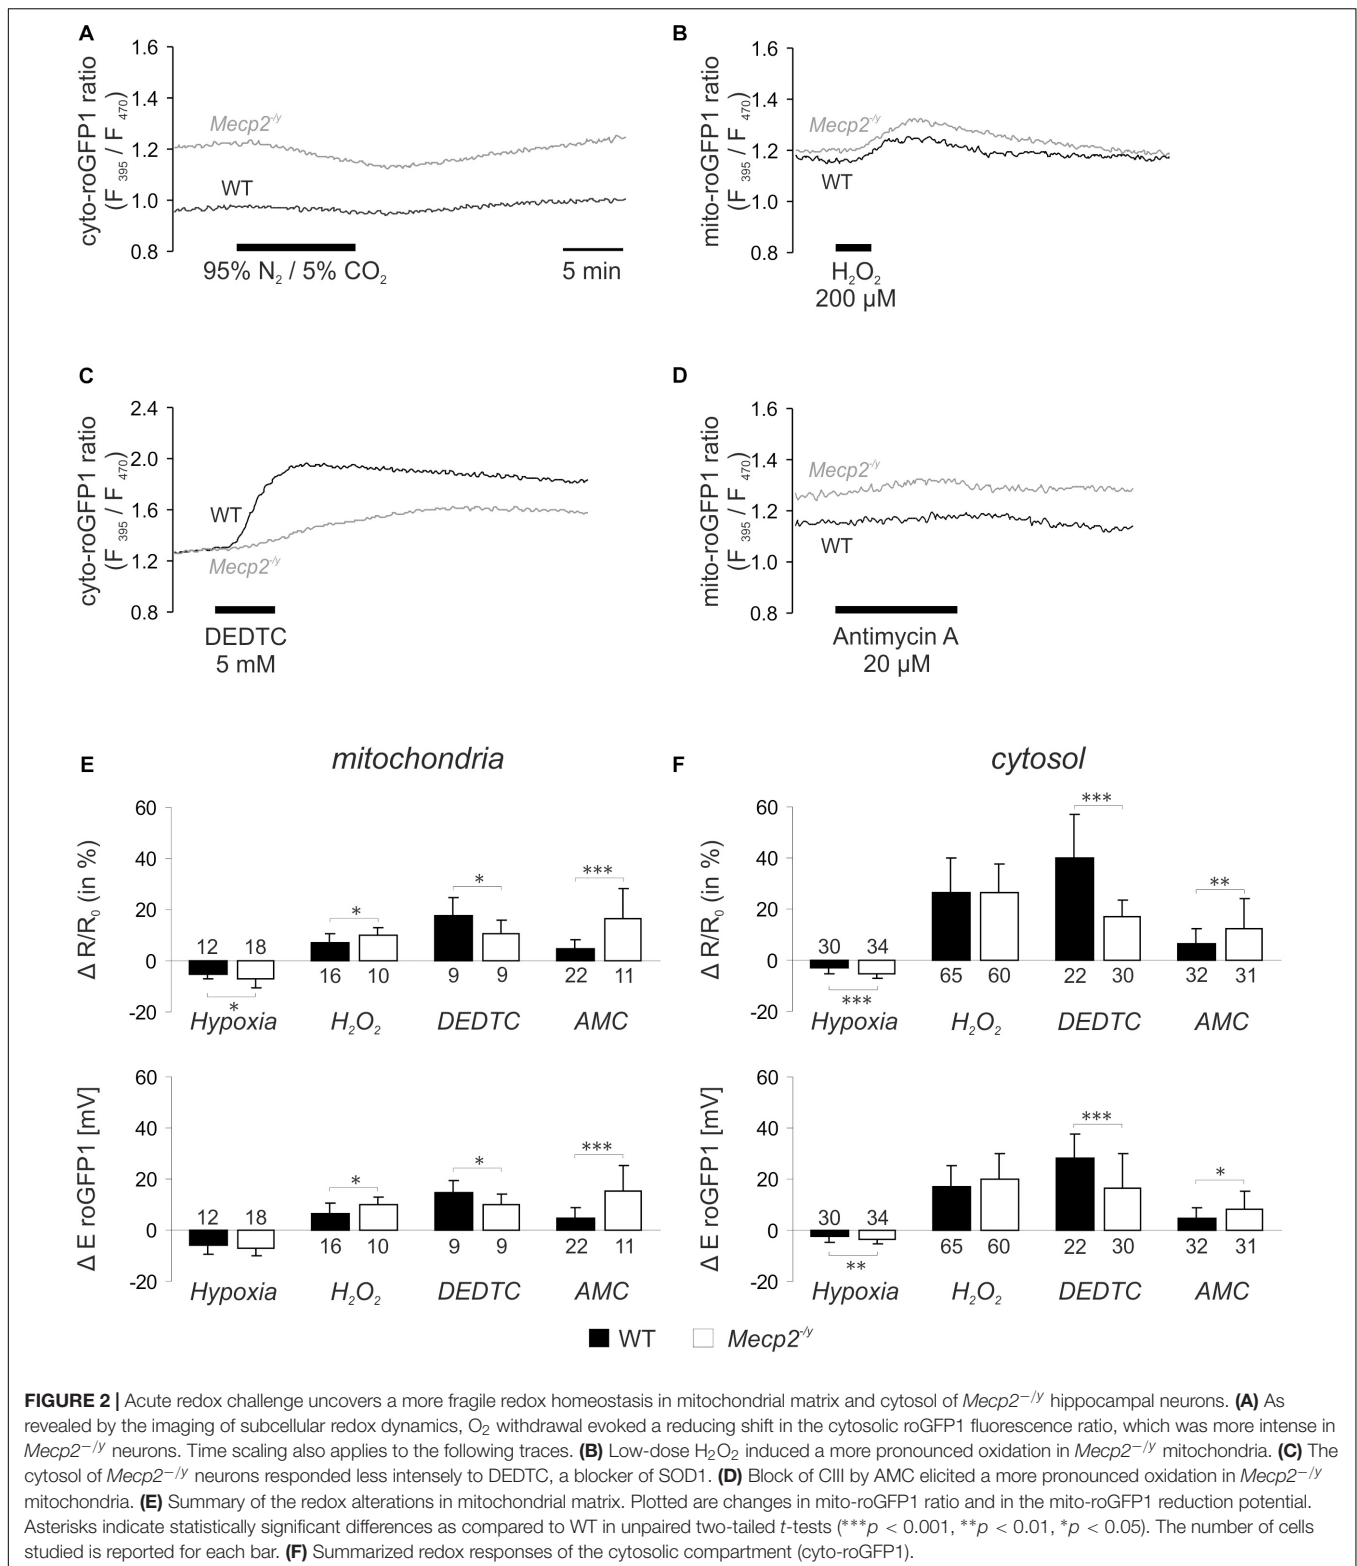 A
1.6
1.4
1.2
1.0
0.8
cyto-roGFP1 ratio
(F 395 / F 470)
Mecp2-/y
WT
95% N2 / 5% CO2
5 min
B
1.6
1.4
1.2
1.0
0.8
mito-roGFP1 ratio
(F 395 / F 470)
Mecp2-/y
WT
H2O2
200 µM
C
2.4
2.0
1.6
1.2
0.8
cyto-roGFP1 ratio
(F 395 / F 470)
WT
Mecp2-/y
DEDTC
5 mM
D
1.6
1.4
1.2
1.0
0.8
mito-roGFP1 ratio
(F 395 / F 470)
Mecp2-/y
WT
Antimycin A
20 µM
E
mitochondria
60
40
20
0
-20
Δ R/R0 (in %)
12 18
16 10
9 9
22 11
*
*
*
***
Hypoxia H2O2 DEDTC AMC
60
40
20
0
-20
Δ E roGFP1 [mV]
12 18
16 10
9 9
22 11
*
*
***
Hypoxia H2O2 DEDTC AMC
F
cytosol
60
40
20
0
-20
Δ R/R0 (in %)
30 34
65 60
22 30
32 31
***
***
**
Hypoxia H2O2 DEDTC AMC
60
40
20
0
-20
Δ E roGFP1 [mV]
30 34
65 60
22 30
32 31
**
***
*
Hypoxia H2O2 DEDTC AMC
WT Mecp2-/y
FIGURE 2 | Acute redox challenge uncovers a more fragile redox homeostasis in mitochondrial matrix and cytosol of Mecp2−/y hippocampal neurons. (A) As
revealed by the imaging of subcellular redox dynamics, O2 withdrawal evoked a reducing shift in the cytosolic roGFP1 fluorescence ratio, which was more intense in
Mecp2−/y neurons. Time scaling also applies to the following traces. (B) Low-dose H2O2 induced a more pronounced oxidation in Mecp2−/y mitochondria. (C) The
cytosol of Mecp2−/y neurons responded less intensely to DEDTC, a blocker of SOD1. (D) Block of CIII by AMC elicited a more pronounced oxidation in Mecp2−/y
mitochondria. (E) Summary of the redox alterations in mitochondrial matrix. Plotted are changes in mito-roGFP1 ratio and in the mito-roGFP1 reduction potential.
Asterisks indicate statistically significant differences as compared to WT in unpaired two-tailed t-tests (***p < 0.001, **p < 0.01, *p < 0.05). The number of cells
studied is reported for each bar. (F) Summarized redox responses of the cytosolic compartment (cyto-roGFP1).